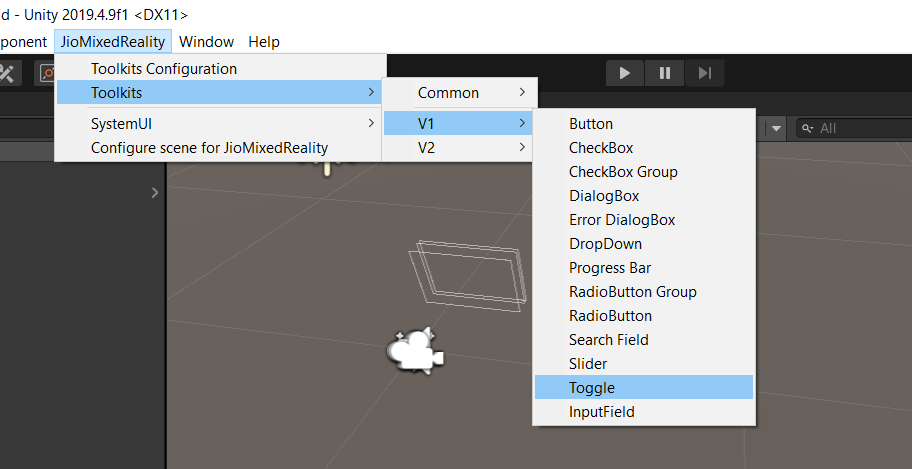 d - Unity 2019.4.9f1 <DX11>
ponent JioMixedReality Window Help
Toolkits Configuration
Toolkits
SystemUI
Configure scene for JioMixedReality
Common
V1
V2
All
Button
CheckBox
CheckBox Group
DialogBox
Error DialogBox
DropDown
Progress Bar
RadioButton Group
RadioButton
Search Field
Slider
Toggle
InputField